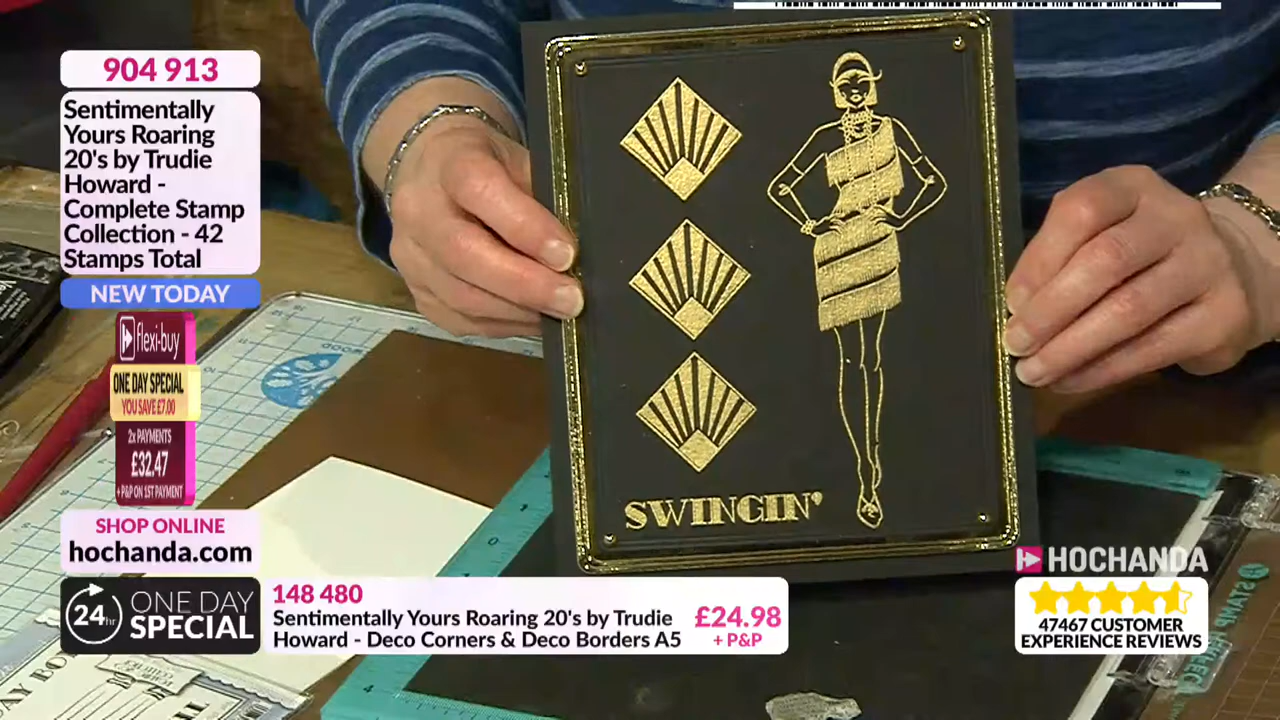 904 913
Sentimentally
Yours Roaring
20's by Trudie
Howard -
Complete Stamp
Collection - 42
Stamps Total
NEW TODAY
flexi-buy
ONE DAY SPECIAL
YOU SAVE £7.00
2x PAYMENTS
£32.47
+ P&P ON 1ST PAYMENT
SHOP ONLINE
hochanda.com
24hr
ONE DAY
SPECIAL
148 480
Sentimentally Yours Roaring 20's by Trudie
Howard - Deco Corners & Deco Borders A5
£24.98
+ P&P
SWINGIN'
HOCHANDA
47467 CUSTOMER
EXPERIENCE REVIEWS